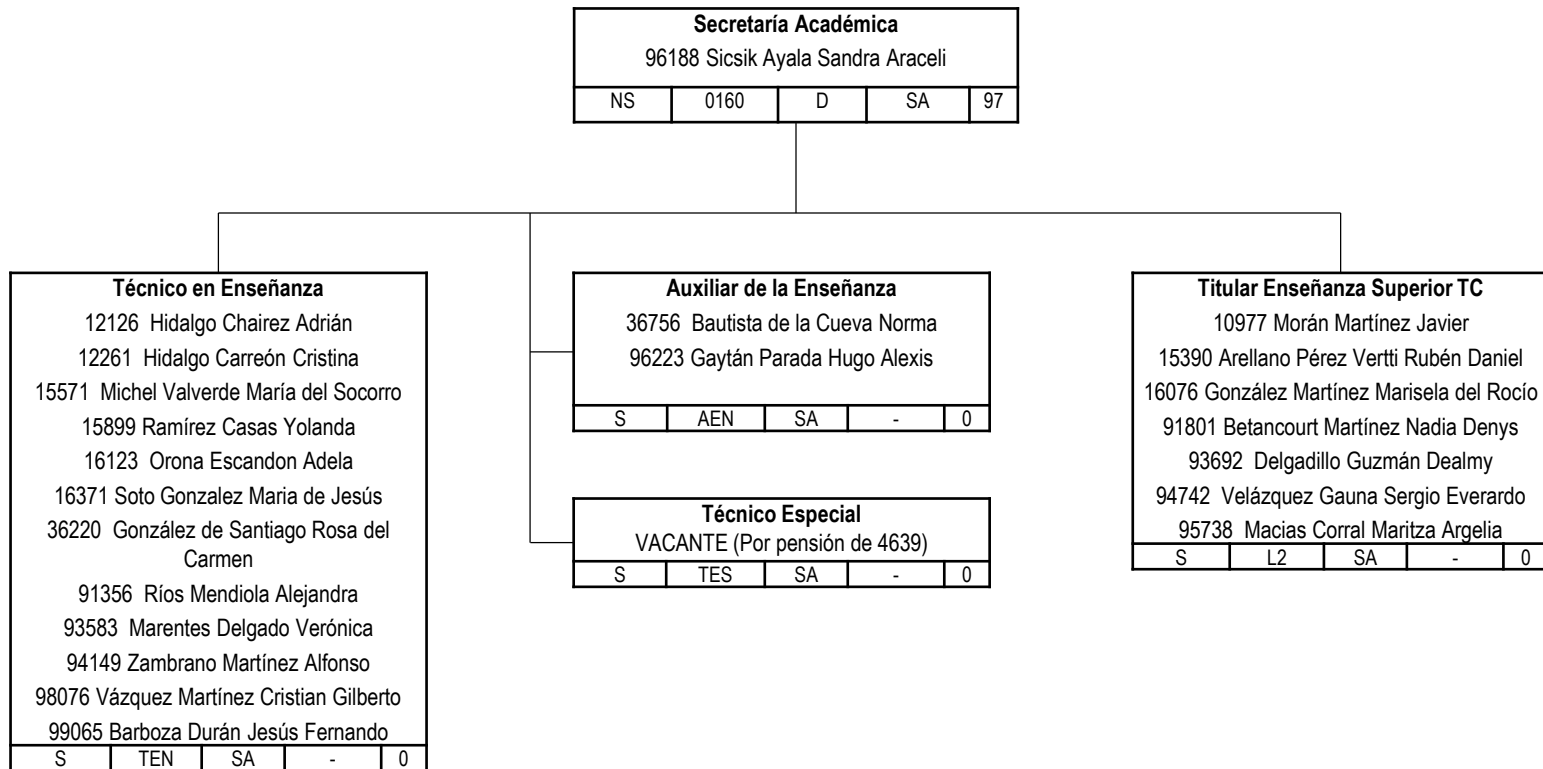 Secretaría Académica
96188 Sicsik Ayala Sandra Araceli
NS 0160 D SA 97
Técnico en Enseñanza
12126 Hidalgo Chairez Adrián
12261 Hidalgo Carreón Cristina
15571 Michel Valverde María del Socorro
15899 Ramírez Casas Yolanda
16123 Orona Escandon Adela
16371 Soto Gonzalez Maria de Jesús
36220 González de Santiago Rosa del
Carmen
91356 Ríos Mendiola Alejandra
93583 Marentes Delgado Verónica
94149 Zambrano Martínez Alfonso
98076 Vázquez Martínez Cristian Gilberto
99065 Barboza Durán Jesús Fernando
S TEN SA - 0
Auxiliar de la Enseñanza
36756 Bautista de la Cueva Norma
96223 Gaytán Parada Hugo Alexis
S AEN SA - 0
Técnico Especial
VACANTE (Por pensión de 4639)
S TES SA - 0
Titular Enseñanza Superior TC
10977 Morán Martínez Javier
15390 Arellano Pérez Vertti Rubén Daniel
16076 González Martínez Marisela del Rocío
91801 Betancourt Martínez Nadia Denys
93692 Delgadillo Guzmán Dealmy
94742 Velázquez Gauna Sergio Everardo
95738 Macias Corral Maritza Argelia
S L2 SA - 0